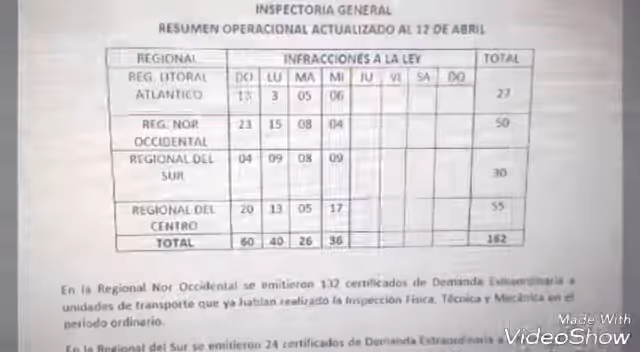 INSPECTORIA GENERAL
RESUMEN OPERACIONAL ACTUALIZADO AL 12 DE ABRIL
REGIONAL INFRACCIONES A LA LEY TOTAL
REG. LITORAL ATLANTICO DO LU MA MI JU VI SA DO
13 3 05 06 27
REG. NOR OCCIDENTAL 23 15 08 04 50
REGIONAL DEL SUR 04 09 08 09 30
REGIONAL DEL CENTRO 20 13 05 17 55
TOTAL 60 40 26 36 162
En la Regional Nor Occidental se emitieron 132 certificados de Demanda Extraordinaria a
unidades de transporte que ya habían realizado la Inspección Física, Técnica y Mecánica en el
periodo ordinario.
En la Regional del Sur se emitieron 24 certificados de Demanda Extraordinaria a
Made With
VideoShow